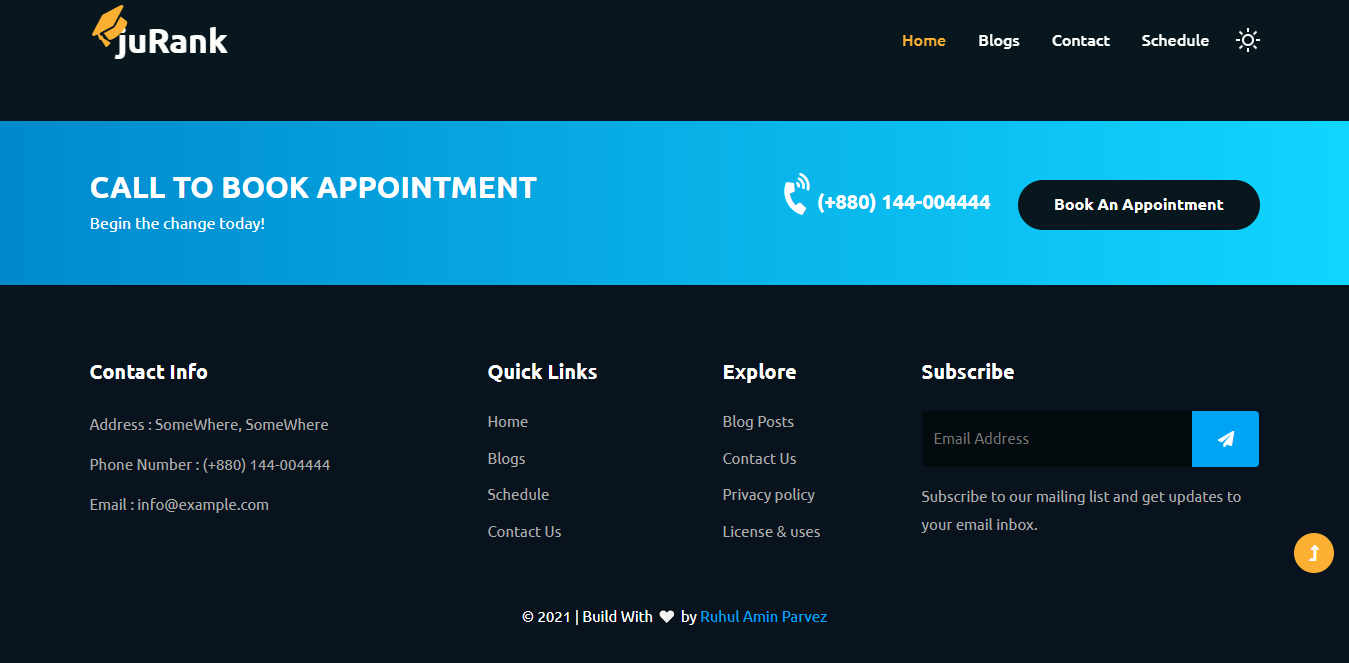 juRank
Home Blogs Contact Schedule
CALL TO BOOK APPOINTMENT
Begin the change today!
(+880) 144-004444
Book An Appointment
Contact Info
Address : SomeWhere, SomeWhere
Phone Number : (+880) 144-004444
Email : info@example.com
Quick Links
Home
Blogs
Schedule
Contact Us
Explore
Blog Posts
Contact Us
Privacy policy
License & uses
Subscribe
Email Address
Subscribe to our mailing list and get updates to
your email inbox.
© 2021 | Build With ❤ by Ruhul Amin Parvez